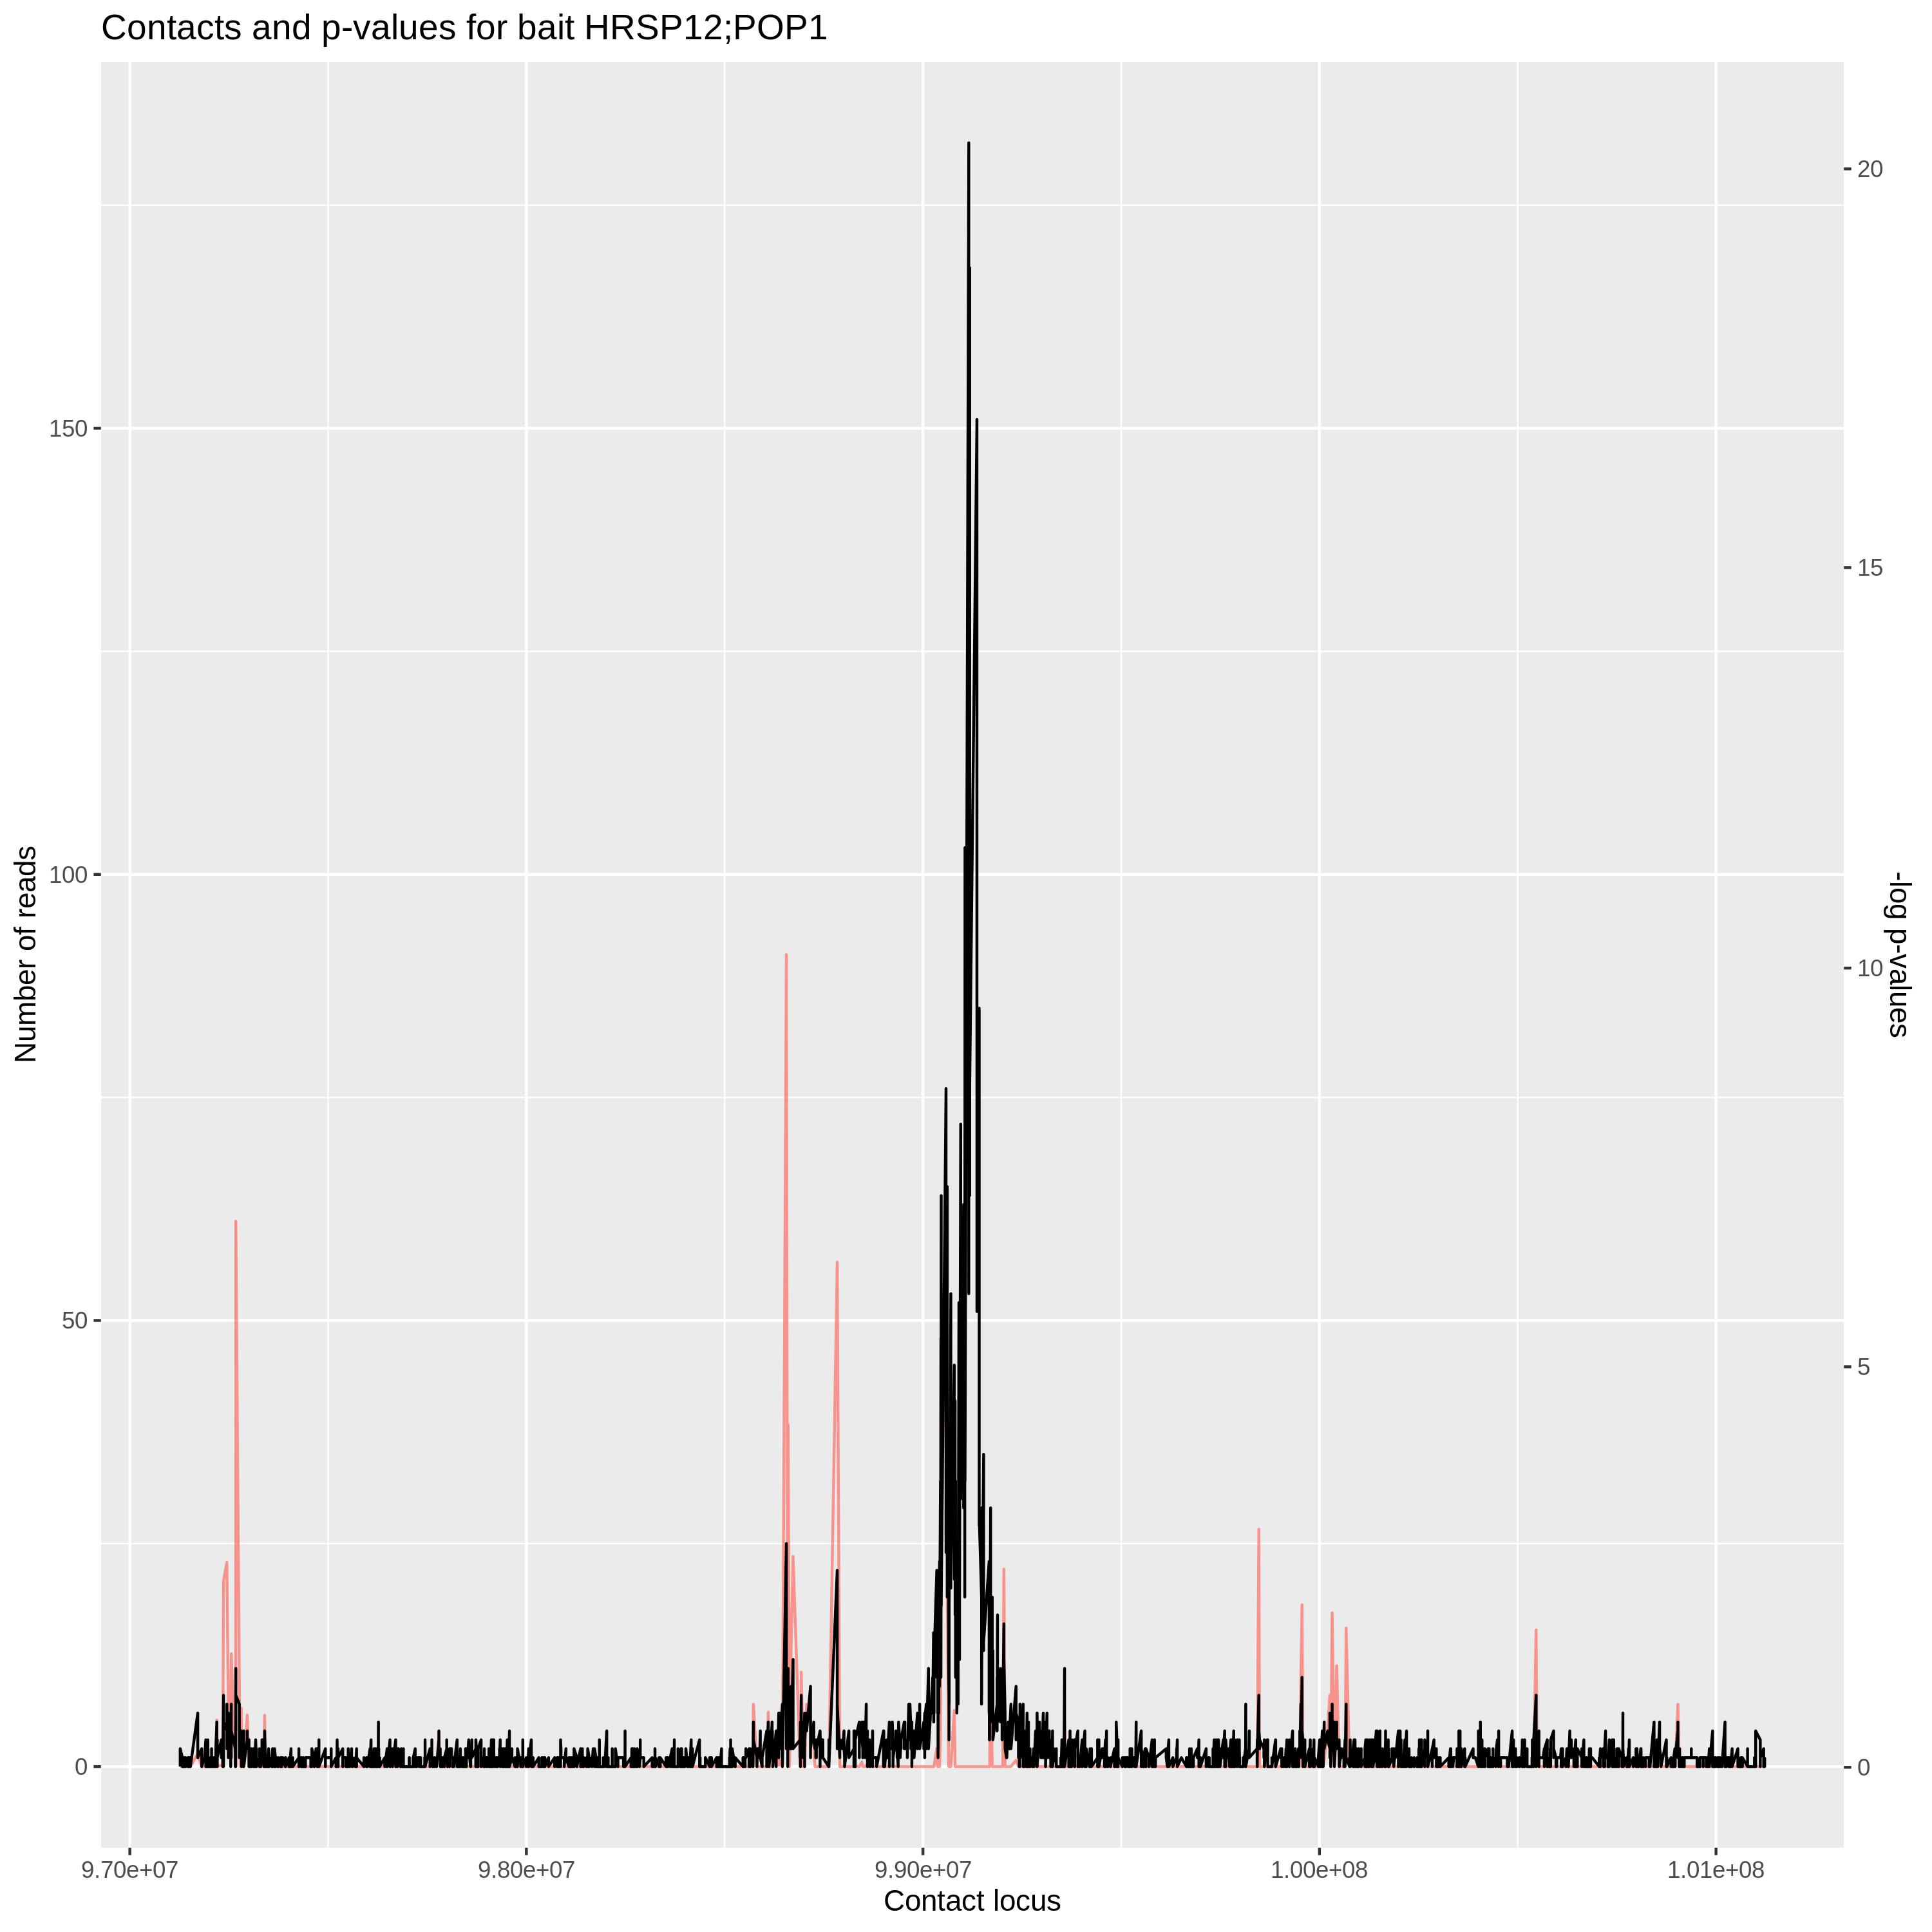 Contacts and p-values for bait HRSP12;POP1
20
150
15
100
10
50
5
0
0
Number of reads
-log p-values
9.70e+07 9.80e+07 9.90e+07 1.00e+08 1.01e+08
Contact locus